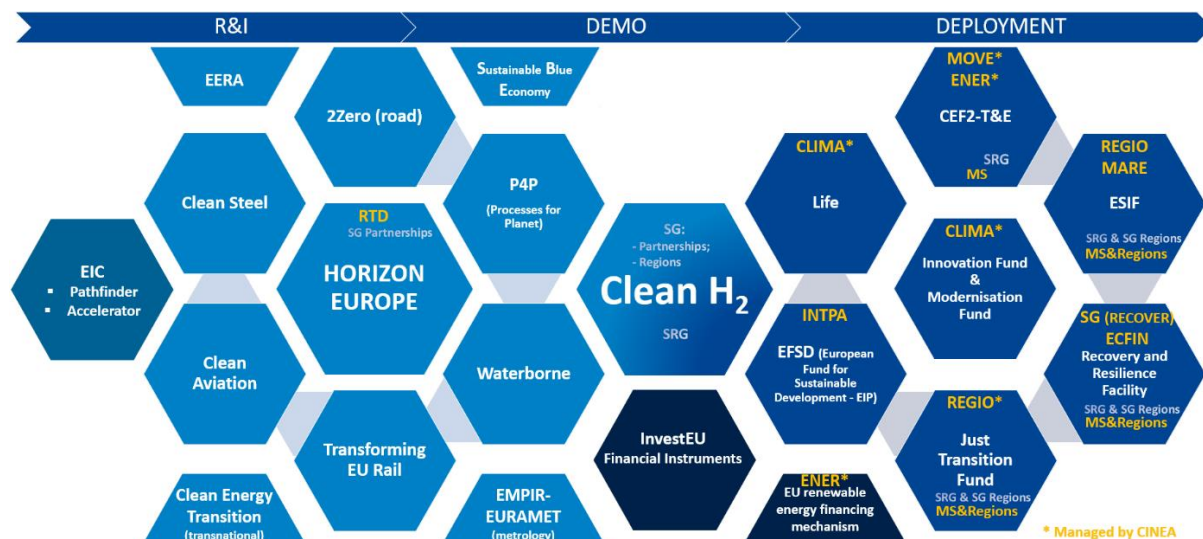 R&I
DEMO
DEPLOYMENT
EERA
2Zero (road)
Sustainable Blue
Economy
MOVE*
ENER*
CEF2-T&E
SRG
MS
Clean Steel
P4P
(Processes for
Planet)
CLIMA*
Life
REGIO
MARE
ESIF
SRG & SG Regions
MS&Regions
EIC
▪ Pathfinder
▪ Accelerator
RTD
SG Partnerships
HORIZON
EUROPE
SG:
- Partnerships;
- Regions
Clean H₂
SRG
CLIMA*
Innovation Fund
&
Modernisation
Fund
Clean
Aviation
Waterborne
INTPA
EFSD (European
Fund for
Sustainable
Development - EIP)
SG (RECOVER)
ECFIN
Recovery and
Resilience
Facility
SRG & SG Regions
MS&Regions
Transforming
EU Rail
InvestEU
Financial Instruments
REGIO*
Just
Transition
Fund
SRG & SG Regions
MS&Regions
Clean Energy
Transition
(transnational)
EMPIR-
EURAMET
(metrology)
ENER*
EU renewable
energy financing
mechanism
* Managed by CINEA